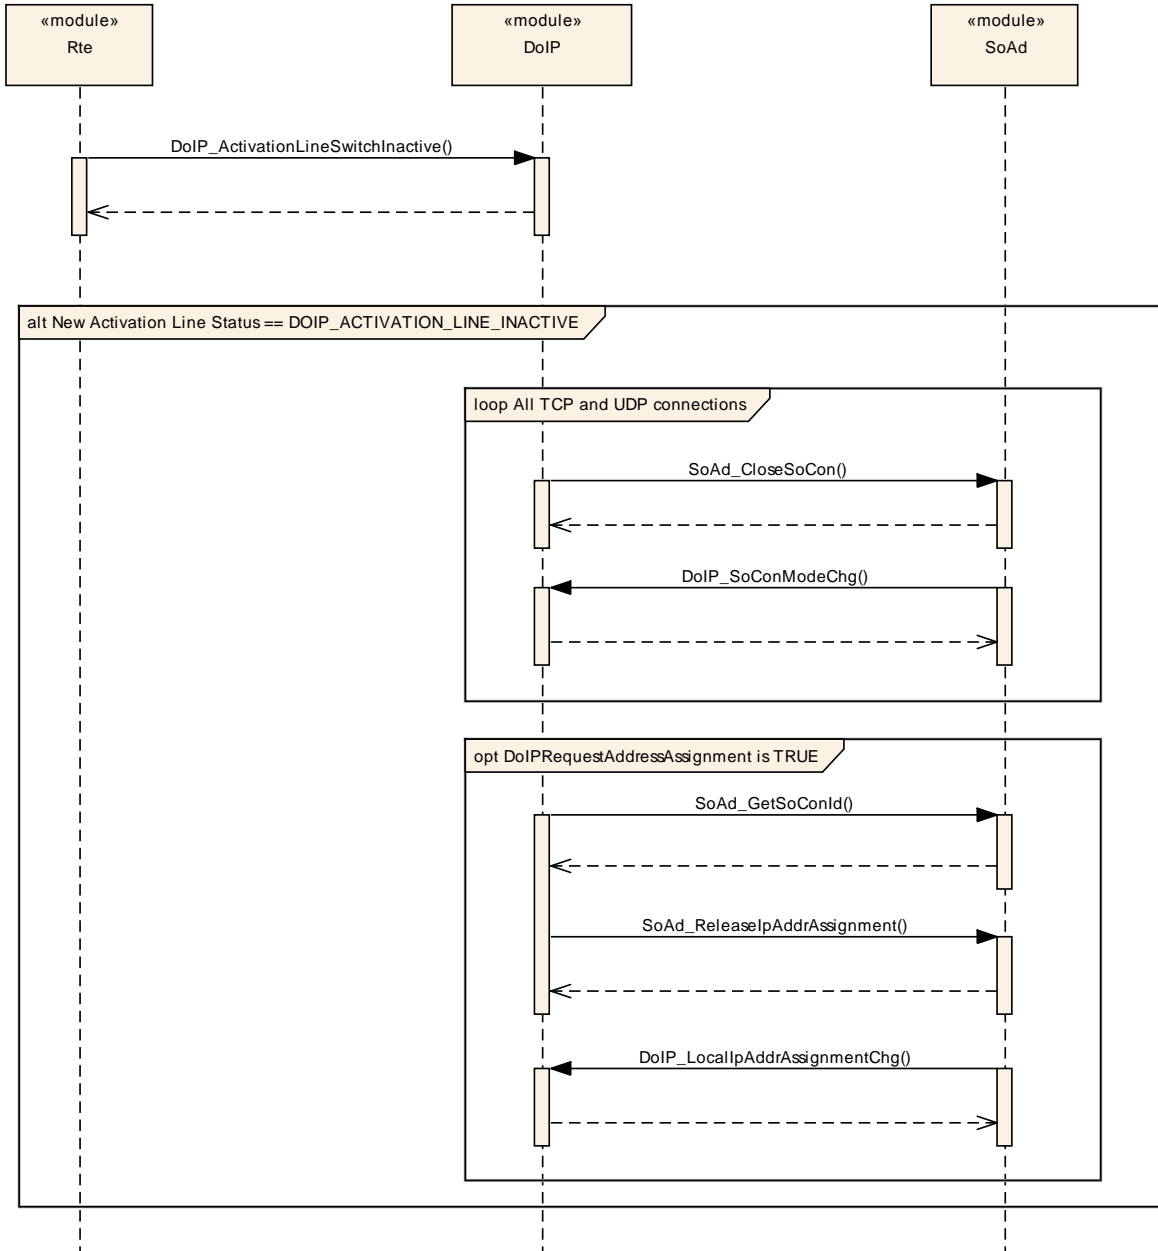 «module»
Rte
«module»
DoIP
«module»
SoAd
DoIP_ActivationLineSwitchInactive()
alt New Activation Line Status == DOIP_ACTIVATION_LINE_INACTIVE
loop All TCP and UDP connections
SoAd_CloseSoCon()
DoIP_SoConModeChg()
opt DoIPRequestAddressAssignment is TRUE
SoAd_GetSoConId()
SoAd_ReleaseIpAddrAssignment()
DoIP_LocalIpAddrAssignmentChg()